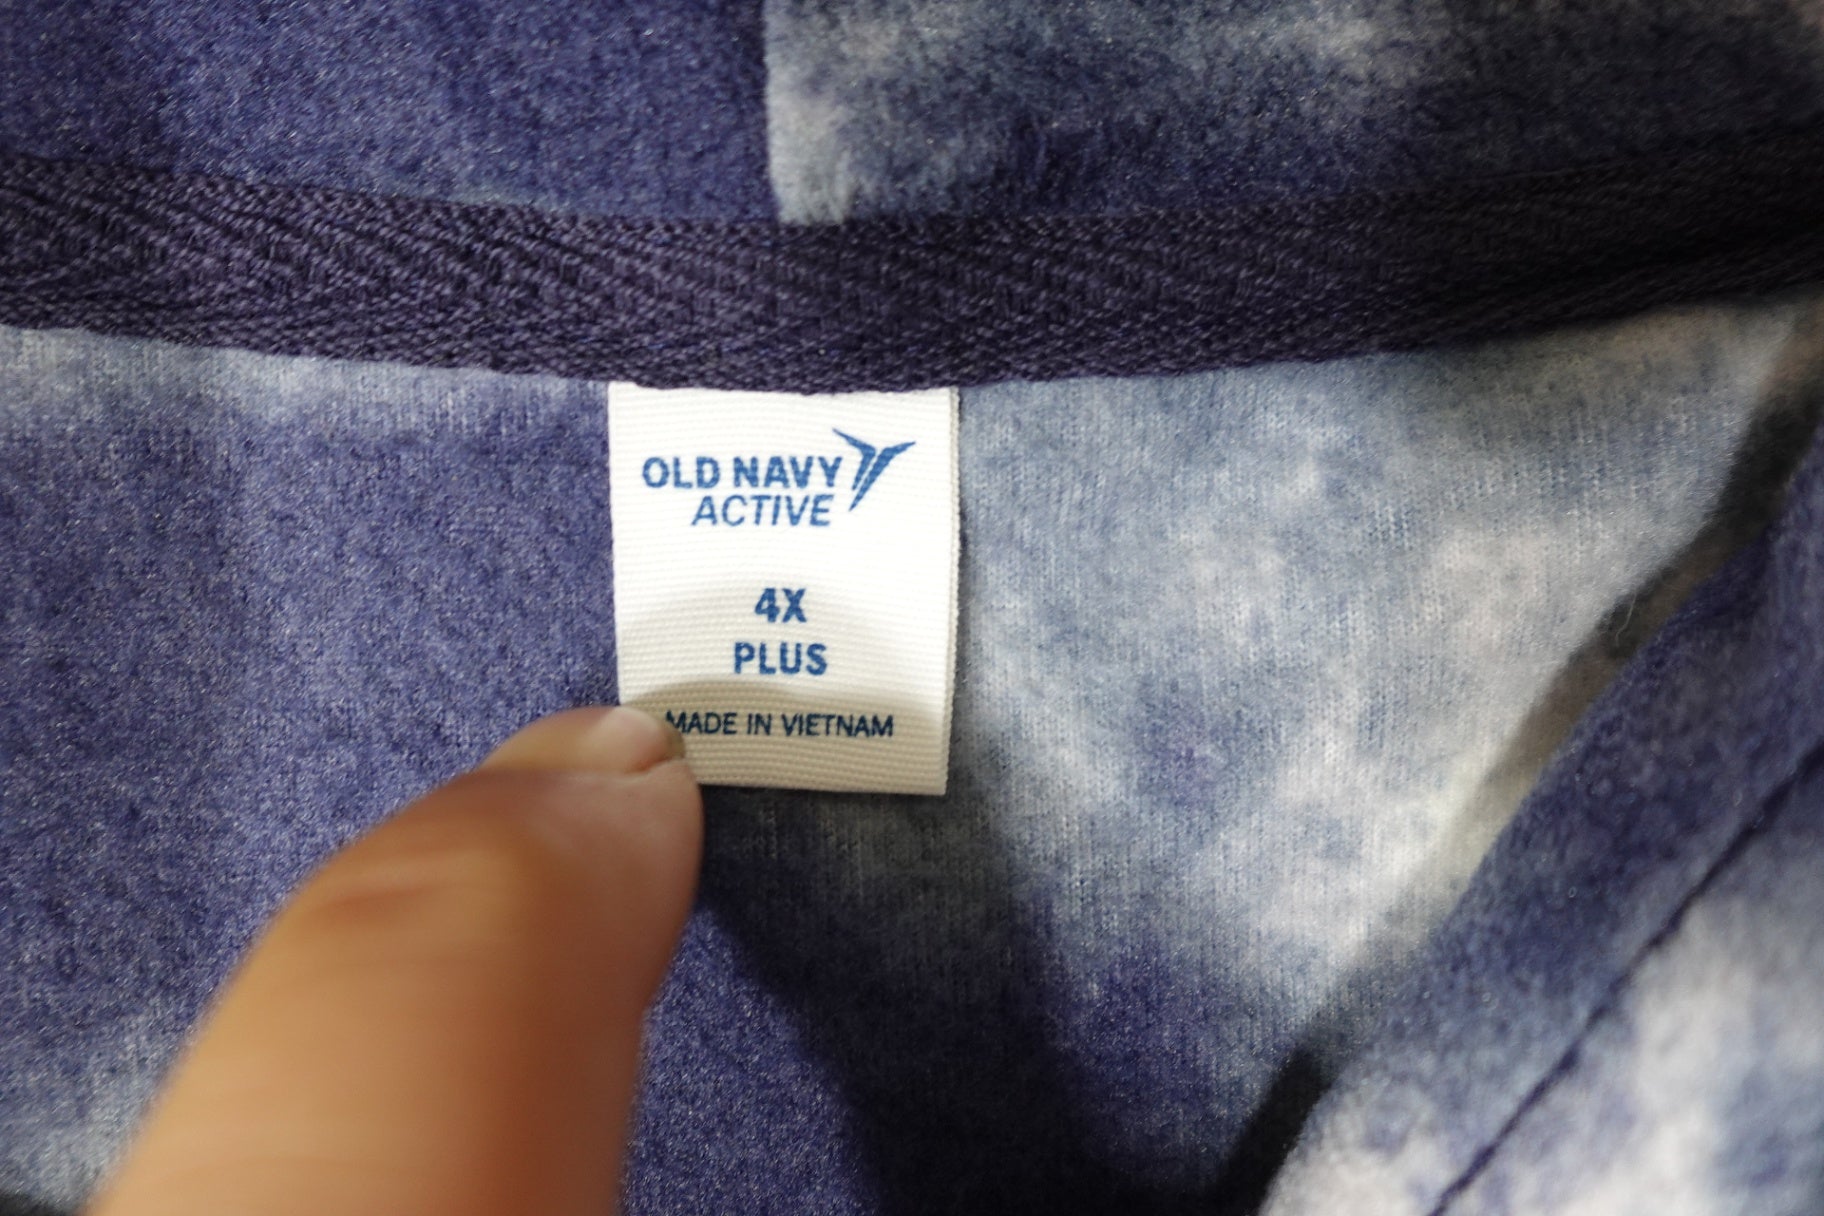 OLD NAVY
ACTIVE
4X
PLUS
MADE IN VIETNAM